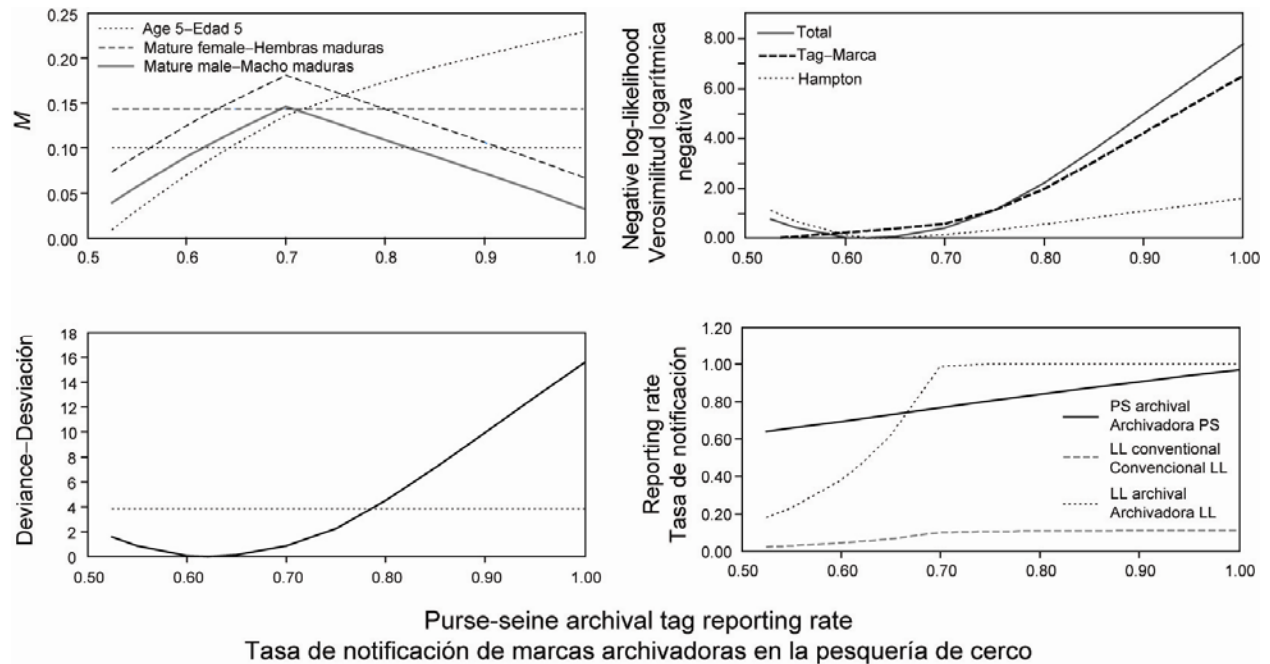 0.25
0.20
0.15
0.10
0.05
0.00
M
Age 5–Edad 5
Mature female–Hembras maduras
Mature male–Macho maduras
0.5
0.6
0.7
0.8
0.9
1.0
Negative log-likelihood
Verosimilitud logarítmica
negativa
8.00
6.00
4.00
2.00
0.00
Total
Tag–Marca
Hampton
0.50
0.60
0.70
0.80
0.90
1.00
Deviance–Desviación
18
16
14
12
10
8
6
4
2
0
0.50
0.60
0.70
0.80
0.90
1.00
Reporting rate
Tasa de notificación
1.20
1.00
0.80
0.60
0.40
0.20
0.00
PS archival
Archivadora PS
LL conventional
Convencional LL
LL archival
Archivadora LL
0.50
0.60
0.70
0.80
0.90
1.00
Purse-seine archival tag reporting rate
Tasa de notificación de marcas archivadoras en la pesquería de cerco